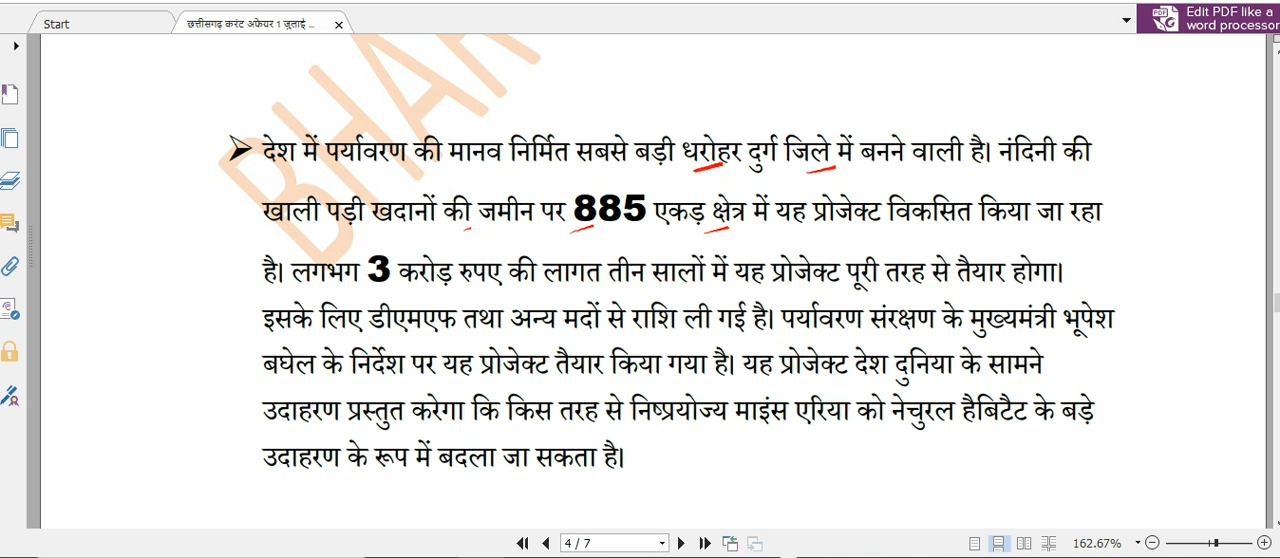 Start
छत्तीसगढ़ करंट अफेयर 1 जुलाई ...
Edit PDF like a
word processor
BHAR
देश में पर्यावरण की मानव निर्मित सबसे बड़ी धरोहर दुर्ग जिले में बनने वाली है। नंदिनी की
खाली पड़ी खदानों की जमीन पर 885 एकड़ क्षेत्र में यह प्रोजेक्ट विकसित किया जा रहा
है। लगभग 3 करोड़ रुपए की लागत तीन सालों में यह प्रोजेक्ट पूरी तरह से तैयार होगा।
इसके लिए डीएमएफ तथा अन्य मदों से राशि ली गई है। पर्यावरण संरक्षण के मुख्यमंत्री भूपेश
बघेल के निर्देश पर यह प्रोजेक्ट तैयार किया गया है। यह प्रोजेक्ट देश दुनिया के सामने
उदाहरण प्रस्तुत करेगा कि किस तरह से निष्प्रयोज्य माइंस एरिया को नेचुरल हैबिटैट के बड़े
उदाहरण के रूप में बदला जा सकता है।
4 / 7
162.67%